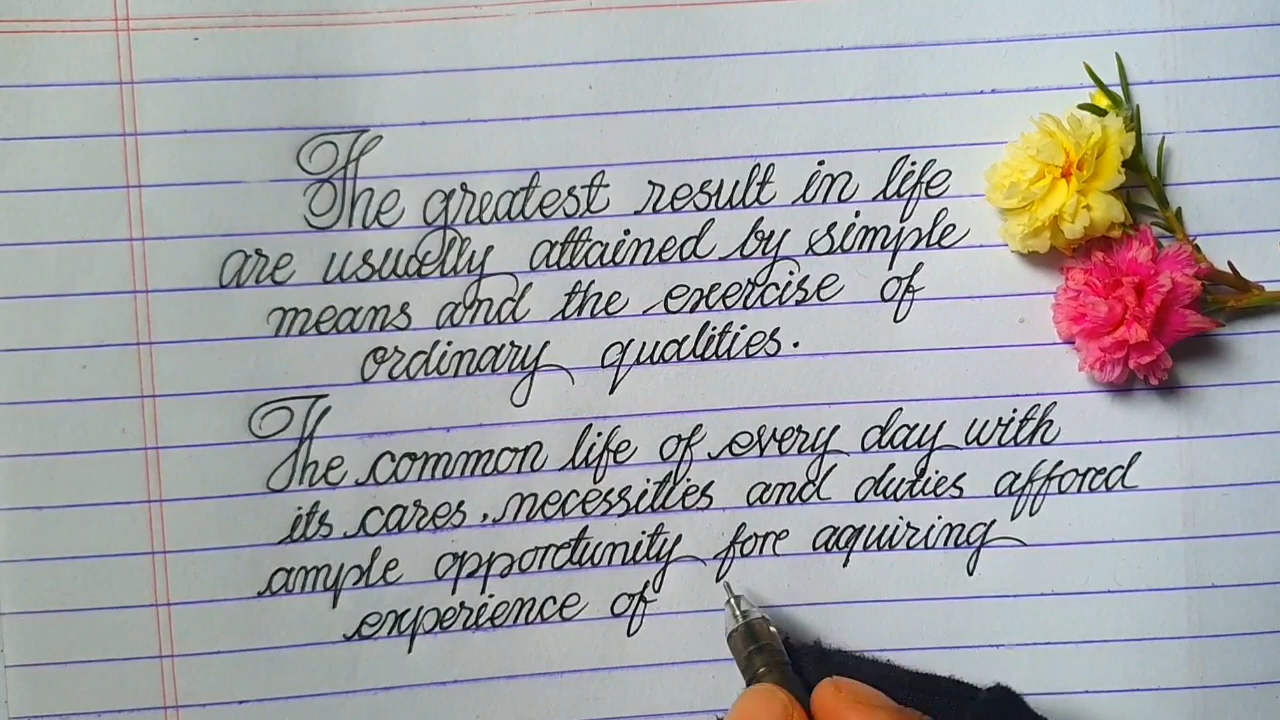 The greatest result in life
are usually attained by simple
means and the exercise of
ordinary qualities.
The common life of every day with
its cares, necessities and duties afford
ample opportunity fore aquiring
experience of